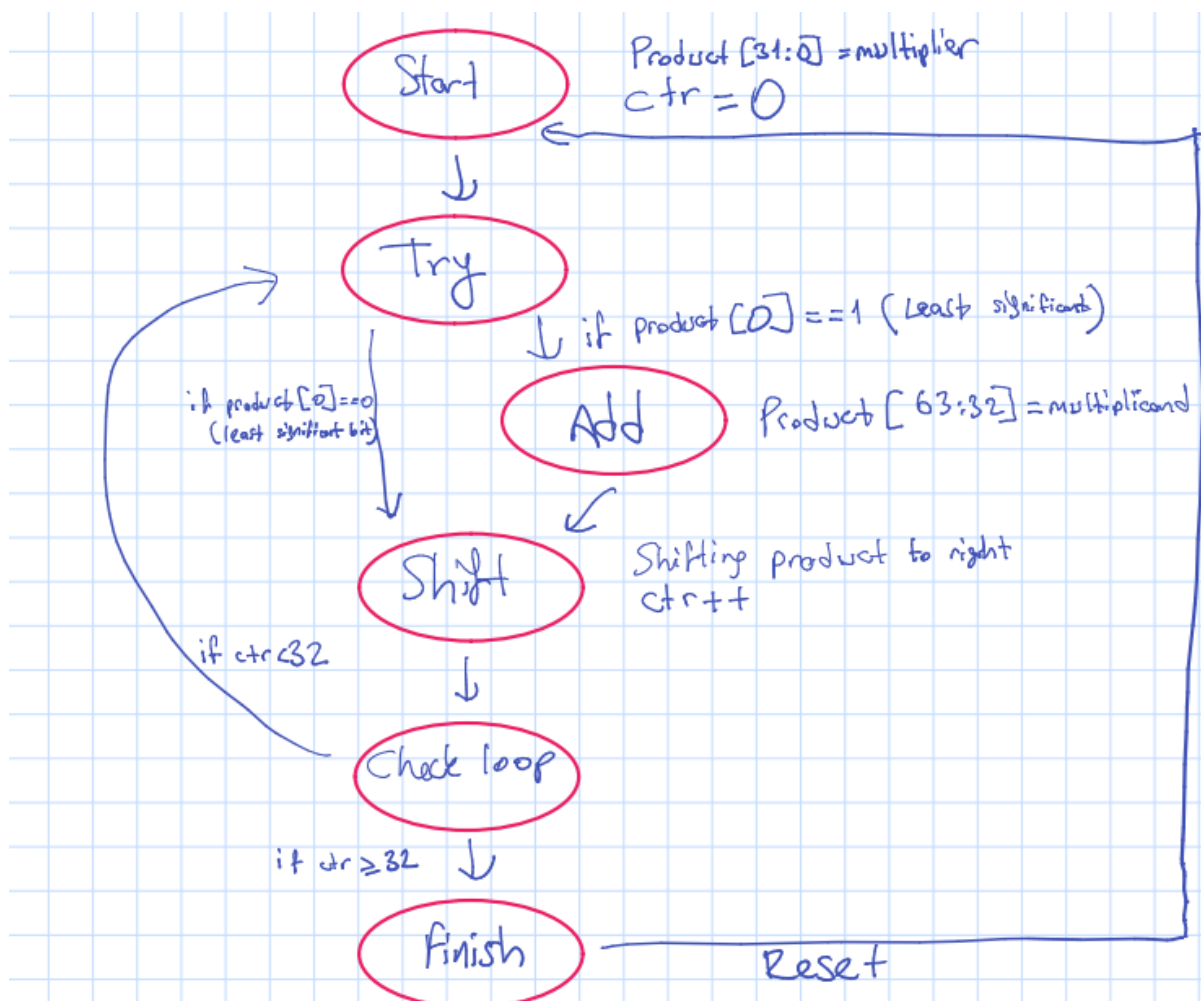 Start
Product [31:0] = multiplier
ctr = 0
Try
if product[0] == 1 (Least significant)
if product[0]==0
(least significant bit)
Add
Product [63:32] = multiplicand
Shift
Shifting product to right
ctr++
if ctr<32
Check loop
if ctr ≥ 32
Finish
Reset